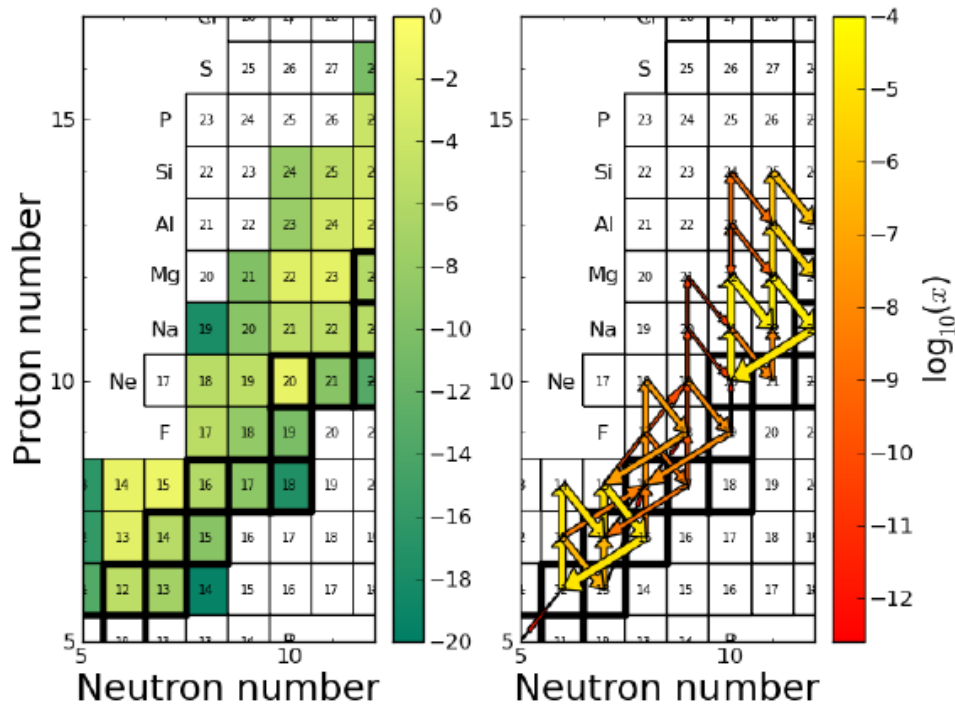 Proton number
15
10
5
S 25 26 27
P 23 24 25 26
Si 22 23 24 25
Al 21 22 23 24
Mg 20 21 22 23
Na 19 20 21 22
Ne 17 18 19 20 21
F 17 18 19 20
14 15 16 17 18 19
13 14 15 16 17 18
12 13 14 15 16 17
5 10
Neutron number
0
−2
−4
−6
−8
−10
−12
−14
−16
−18
−20
15
10
5
S 25 26 27
P 23 24 25 26
Si 22 23 24 25
Al 21 22
Mg 20 21
Na 19
Ne 17
F 20
18 19
16 17 18
14 15 16 17
5 10
Neutron number
−4
−5
−6
−7
−8
−9
−10
−11
−12
log₁₀(x)